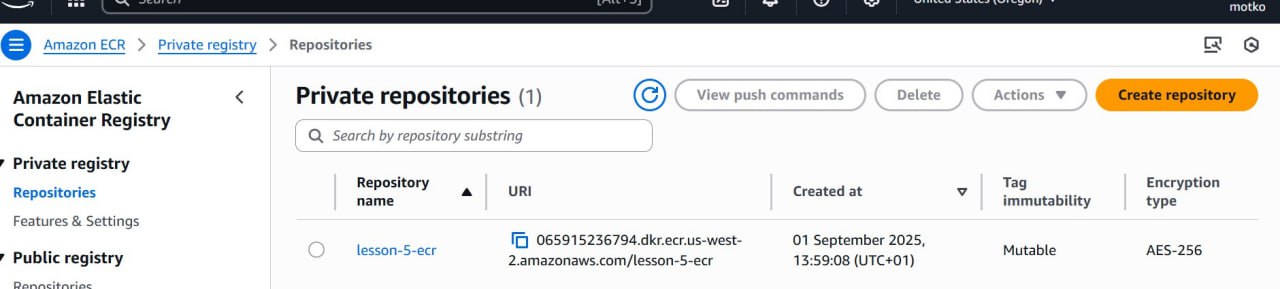 Search
[Alt+S]
United States (Oregon)
motko
Amazon ECR
Private registry
Repositories
Amazon Elastic
Container Registry
Private registry
Repositories
Features & Settings
Public registry
Repositories
Private repositories (1)
View push commands
Delete
Actions
Create repository
Search by repository substring
Repository
name
URI
Created at
Tag
immutability
Encryption
type
lesson-5-ecr
065915236794.dkr.ecr.us-west-
2.amazonaws.com/lesson-5-ecr
01 September 2025,
13:59:08 (UTC+01)
Mutable
AES-256